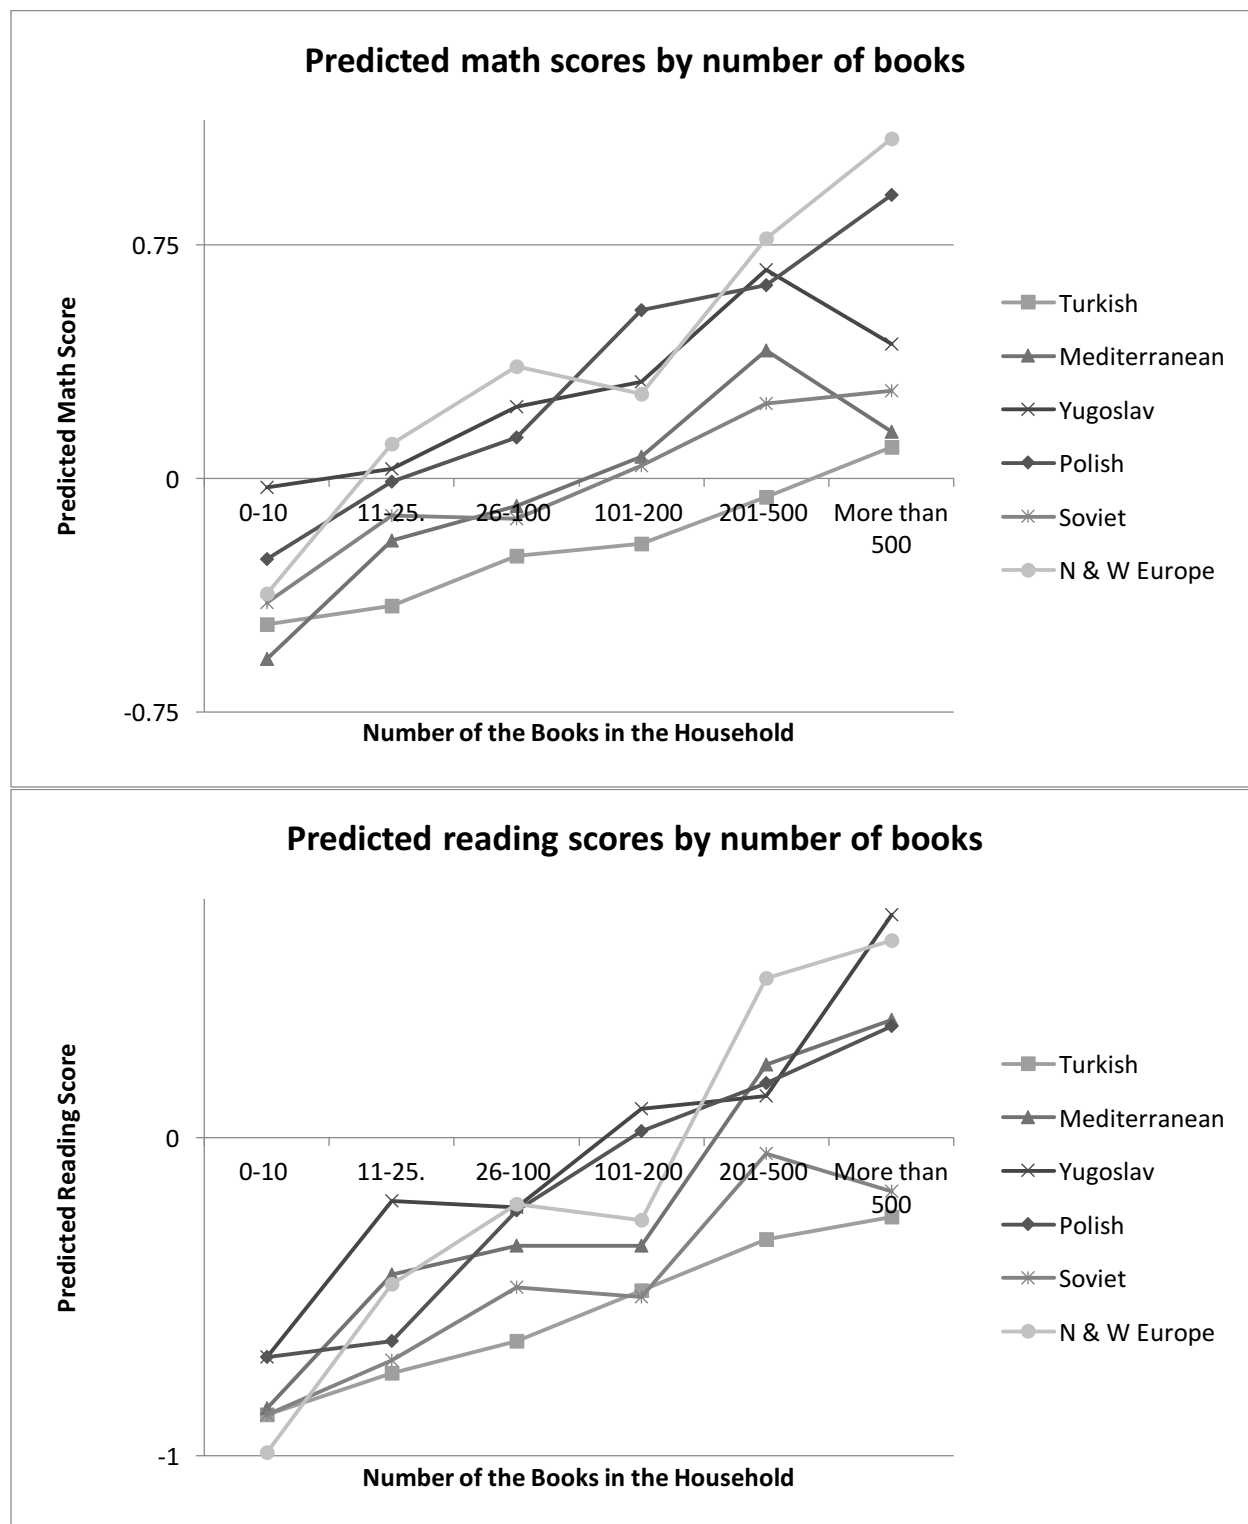 Predicted math scores by number of books
0.75
0
-0.75
Predicted Math Score
0-10 11-25. 26-100 101-200 201-500 More than
500
Number of the Books in the Household
Turkish
Mediterranean
Yugoslav
Polish
Soviet
N & W Europe
Predicted reading scores by number of books
0
-1
Predicted Reading Score
0-10 11-25. 26-100 101-200 201-500 More than
500
Number of the Books in the Household
Turkish
Mediterranean
Yugoslav
Polish
Soviet
N & W Europe